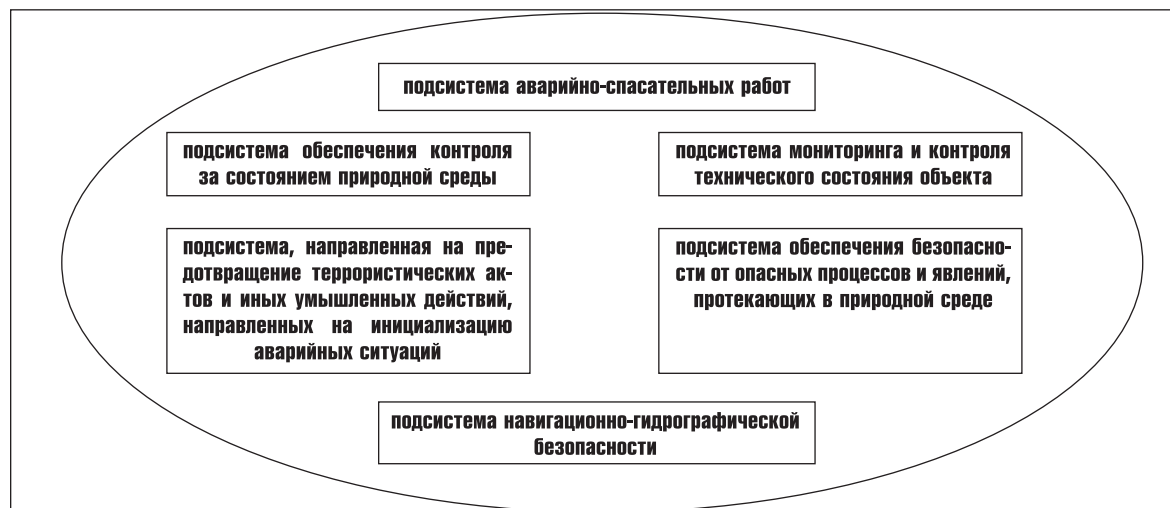 подсистема аварийно-спасательных работ
подсистема обеспечения контроля
за состоянием природной среды
подсистема мониторинга и контроля
технического состояния объекта
подсистема, направленная на пре-
дотвращение террористических ак-
тов и иных умышленных действий,
направленных на инициализацию
аварийных ситуаций
подсистема обеспечения безопасно-
сти от опасных процессов и явлений,
протекающих в природной среде
подсистема навигационно-гидрографической
безопасности